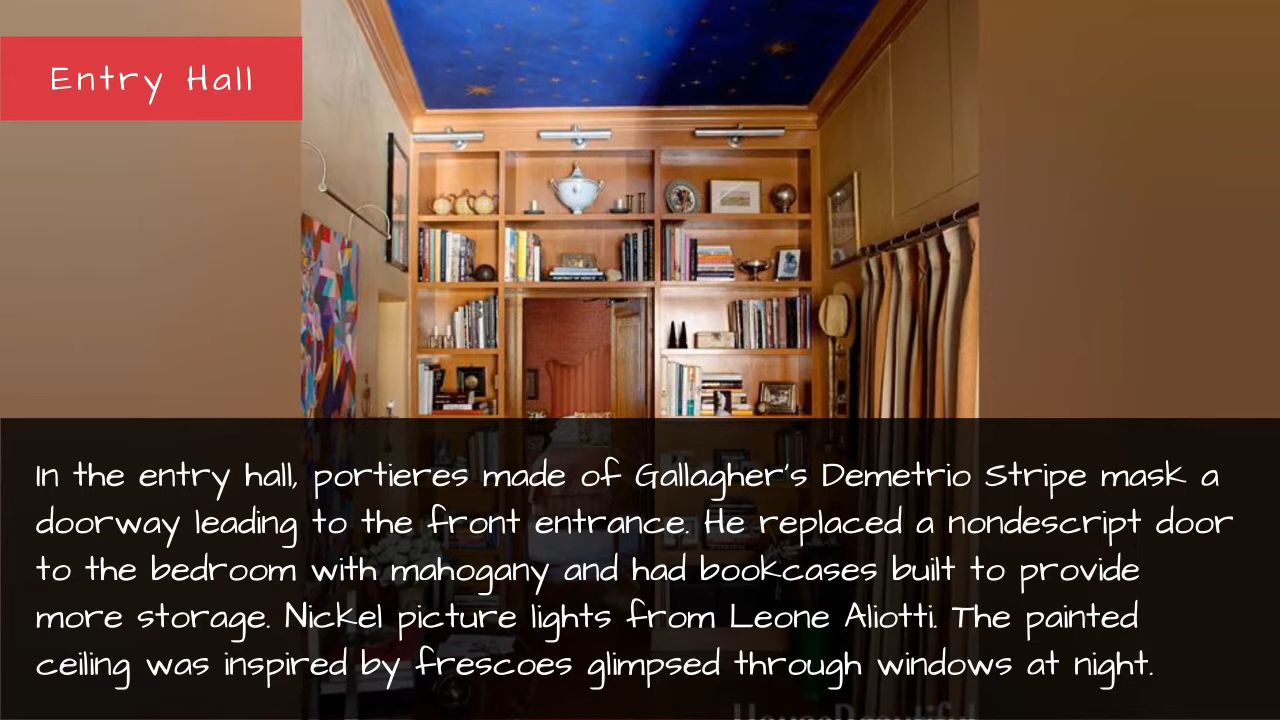 Entry Hall
In the entry hall, portieres made of Gallagher's Demetrio Stripe mask a
doorway leading to the front entrance. He replaced a nondescript door
to the bedroom with mahogany and had bookcases built to provide
more storage. Nickel picture lights from Leone Aliotti. The painted
ceiling was inspired by frescoes glimpsed through windows at night.
HouseBeautiful